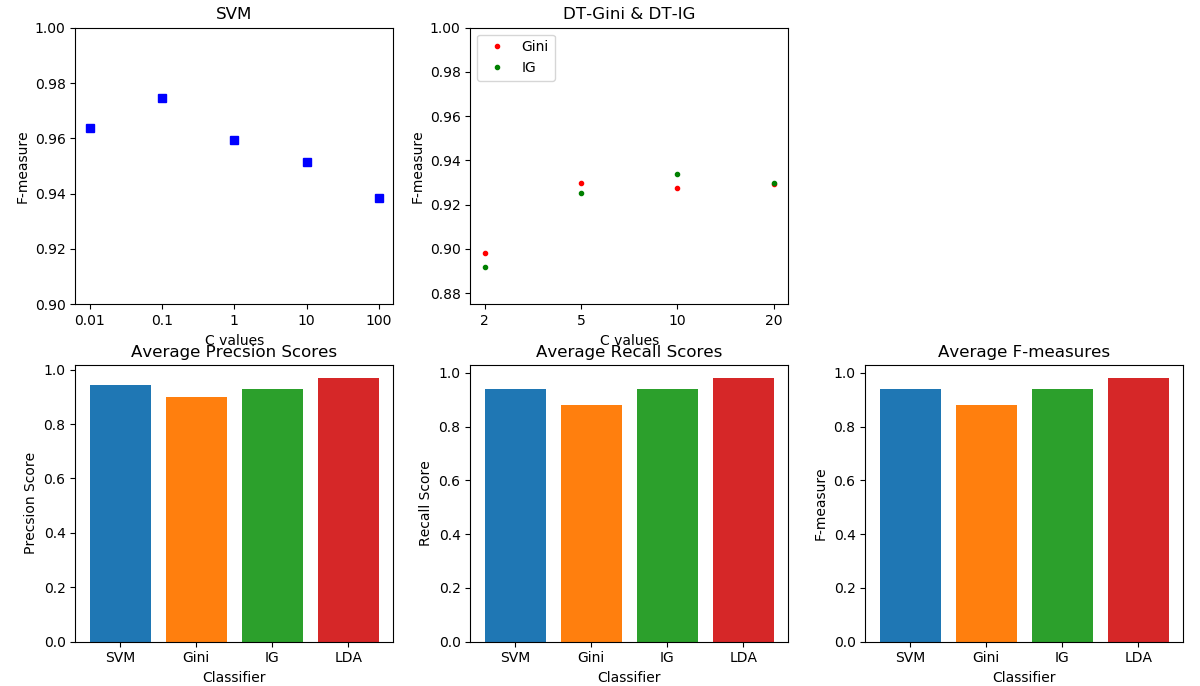 SVM
1.00
0.98
0.96
0.94
0.92
0.90
F-measure
0.01 0.1 1 10 100
C values
DT-Gini & DT-IG
Gini
IG
1.00
0.98
0.96
0.94
0.92
0.90
0.88
F-measure
2 5 10 20
C values
Average Precsion Scores
1.0
0.8
0.6
0.4
0.2
0.0
Precsion Score
SVM Gini IG LDA
Classifier
Average Recall Scores
1.0
0.8
0.6
0.4
0.2
0.0
Recall Score
SVM Gini IG LDA
Classifier
Average F-measures
1.0
0.8
0.6
0.4
0.2
0.0
F-measure
SVM Gini IG LDA
Classifier